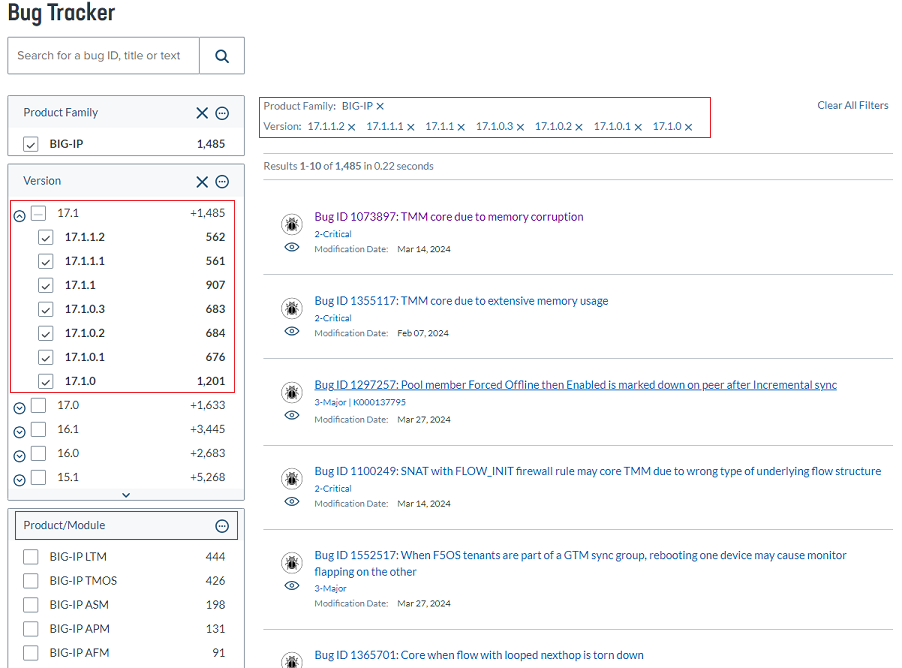 Bug Tracker
Search for a bug ID, title or text
Product Family
BIG-IP 1,485
Version
17.1 +1,485
17.1.1.2 562
17.1.1.1 561
17.1.1 907
17.1.0.3 683
17.1.0.2 684
17.1.0.1 676
17.1.0 1,201
17.0 +1,633
16.1 +3,445
16.0 +2,683
15.1 +5,268
Product/Module
BIG-IP LTM 444
BIG-IP TMOS 426
BIG-IP ASM 198
BIG-IP APM 131
BIG-IP AFM 91
Product Family: BIG-IP
Version: 17.1.1.2 17.1.1.1 17.1.1 17.1.0.3 17.1.0.2 17.1.0.1 17.1.0
Clear All Filters
Results 1-10 of 1,485 in 0.22 seconds
Bug ID 1073897: TMM core due to memory corruption
2-Critical
Modification Date: Mar 14, 2024
Bug ID 1355117: TMM core due to extensive memory usage
2-Critical
Modification Date: Feb 07, 2024
Bug ID 1297257: Pool member Forced Offline then Enabled is marked down on peer after Incremental sync
3-Major | K000137795
Modification Date: Mar 27, 2024
Bug ID 1100249: SNAT with FLOW_INIT firewall rule may core TMM due to wrong type of underlying flow structure
2-Critical
Modification Date: Mar 14, 2024
Bug ID 1552517: When F5OS tenants are part of a GTM sync group, rebooting one device may cause monitor
flapping on the other
3-Major
Modification Date: Mar 27, 2024
Bug ID 1365701: Core when flow with looped nexthop is torn down